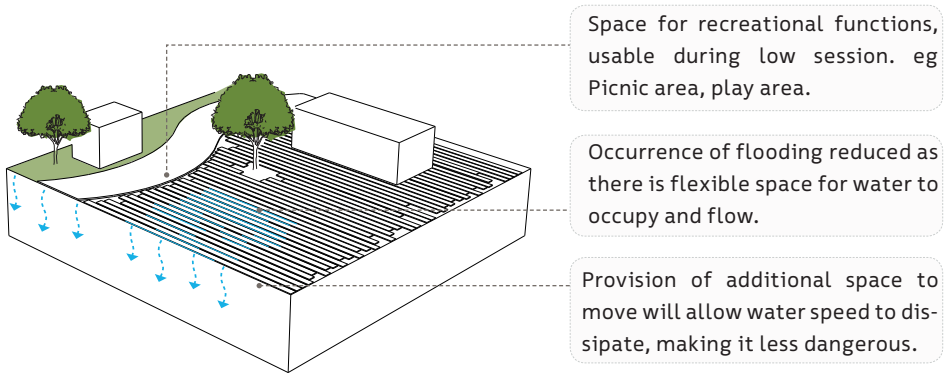 Space for recreational functions,
usable during low session. eg
Picnic area, play area.
Occurrence of flooding reduced as
there is flexible space for water to
occupy and flow.
Provision of additional space to
move will allow water speed to dis-
sipate, making it less dangerous.